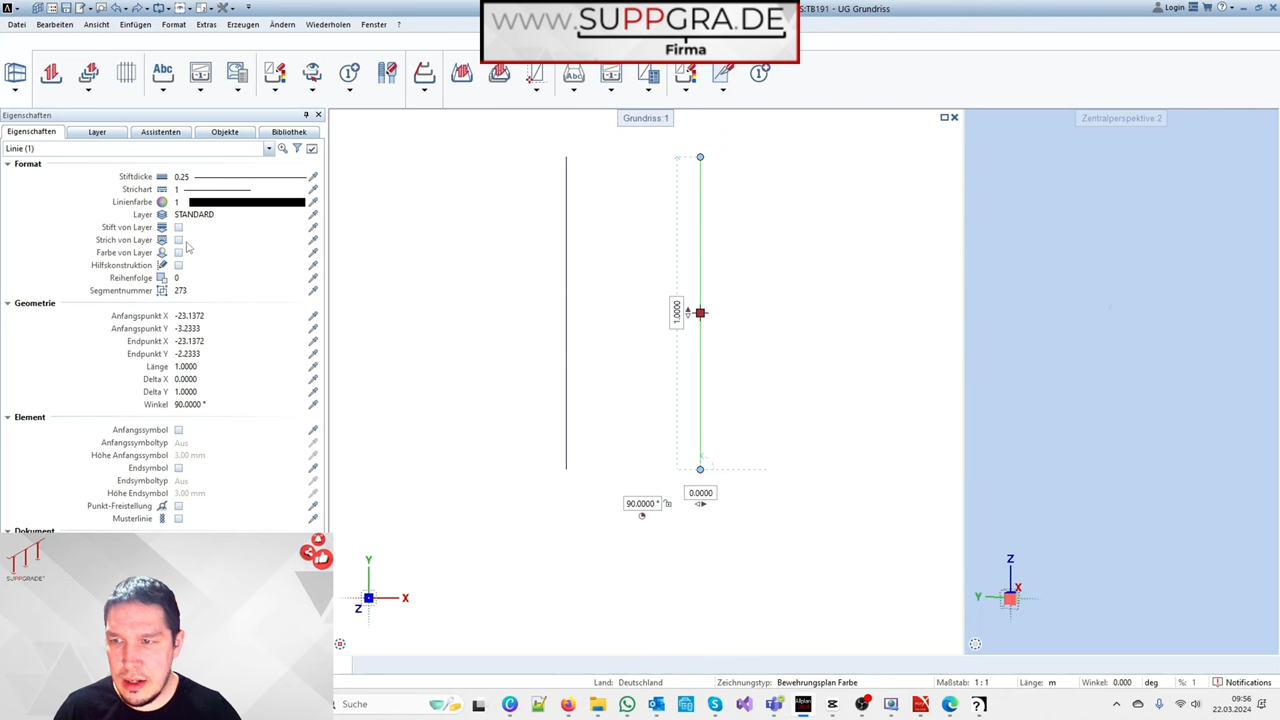 www.SUPPGRA.DE
Firma
S:TB191 - UG Grundriss
Login
Datei
Bearbeiten
Einfügen
Format
Extras
Erzeugen
Ändern
Wiederholen
Fenster
?
Abc
Abc
Eigenschaften
Eigenschaften
Layer
Assistenten
Objekte
Bibliothek
Linie (1)
Format
Stiftdicke 0.25
Strichart 1
Linienfarbe 1
Layer STANDARD
Stift von Layer
Strich von Layer
Farbe von Layer
Hilfskonstruktion
Reihenfolge 0
Segmentnummer 273
Geometrie
Anfangspunkt X -23.1372
Anfangspunkt Y -3.2333
Endpunkt X -23.1372
Endpunkt Y -2.2333
Länge 1.0000
Delta X 0.0000
Delta Y 1.0000
Winkel 90.0000 °
Element
Anfangssymbol
Anfangssymboltyp Aus
Höhe Anfangssymbol 3.00 mm
Endsymbol
Endsymboltyp Aus
Höhe Endsymbol 3.00 mm
Punkt-Freistellung
Musterlinie
Dokument
SUPPGRADE
Grundriss:1
Zentralperspektive:2
1.0000
90.0000 °
0.0000
Y
X
Z
Z
X
Y
Land: Deutschland
Zeichnungstyp: Bewehrungsplan Farbe
Maßstab: 1 : 1
Länge: m
Winkel: 0.000 deg
%: 1
Notifications
Suche
09:56
22.03.2024